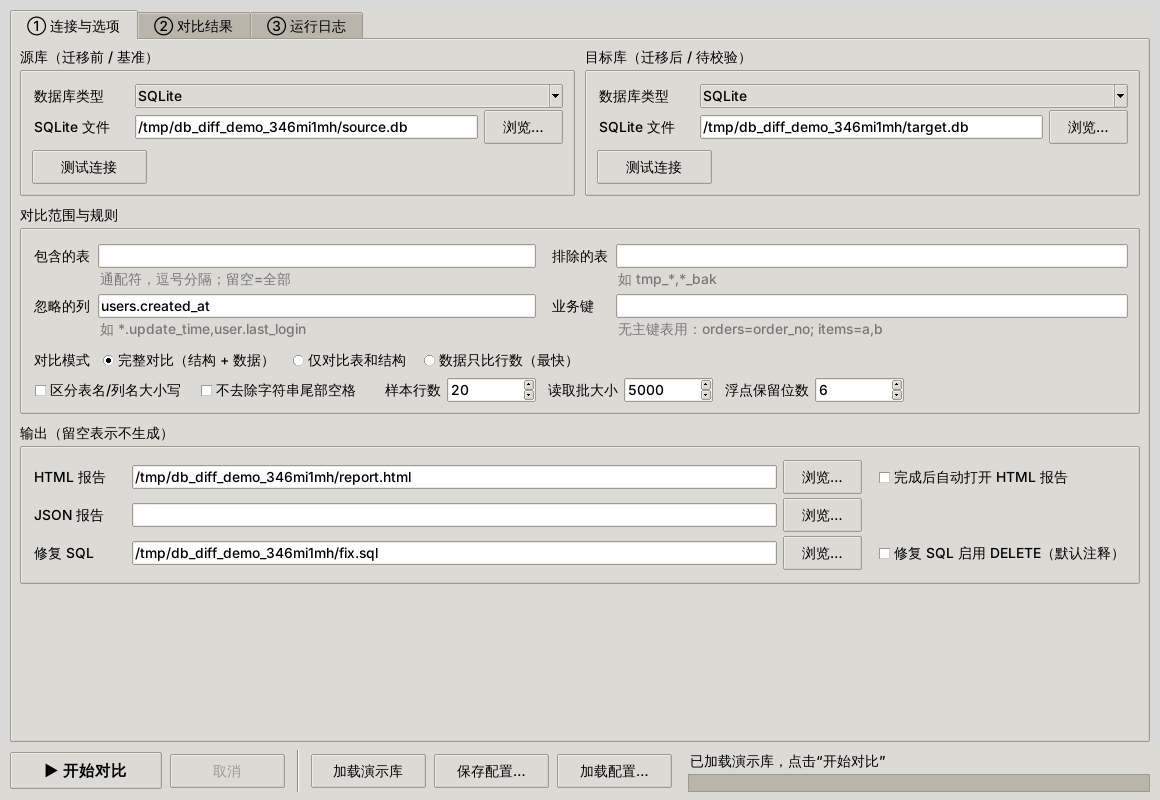 ① 连接与选项 ② 对比结果 ③ 运行日志
源库（迁移前 / 基准） 目标库（迁移后 / 待校验）
数据库类型 SQLite 数据库类型 SQLite
SQLite 文件 /tmp/db_diff_demo_346mi1mh/source.db 浏览... SQLite 文件 /tmp/db_diff_demo_346mi1mh/target.db 浏览...
测试连接 测试连接
对比范围与规则
包含的表 排除的表
通配符，逗号分隔；留空=全部 如 tmp_*,*_bak
忽略的列 users.created_at 业务键
如 *.update_time,user.last_login 无主键表用：orders=order_no; items=a,b
对比模式 完整对比（结构 + 数据） 仅对比表和结构 数据只比行数（最快）
区分表名/列名大小写 不去除字符串尾部空格 样本行数 20 读取批大小 5000 浮点保留位数 6
输出（留空表示不生成）
HTML 报告 /tmp/db_diff_demo_346mi1mh/report.html 浏览... 完成后自动打开 HTML 报告
JSON 报告 浏览...
修复 SQL /tmp/db_diff_demo_346mi1mh/fix.sql 浏览... 修复 SQL 启用 DELETE（默认注释）
▶ 开始对比 取消 加载演示库 保存配置... 加载配置... 已加载演示库，点击“开始对比”